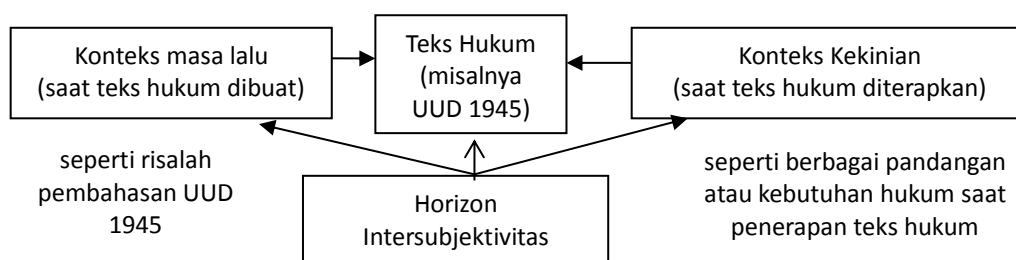 Konteks masa lalu
(saat teks hukum dibuat)
Teks Hukum
(misalnya
UUD 1945)
Konteks Kekinian
(saat teks hukum diterapkan)
seperti risalah
pembahasan UUD
1945
Horizon
Intersubjektivitas
seperti berbagai pandangan
atau kebutuhan hukum saat
penerapan teks hukum